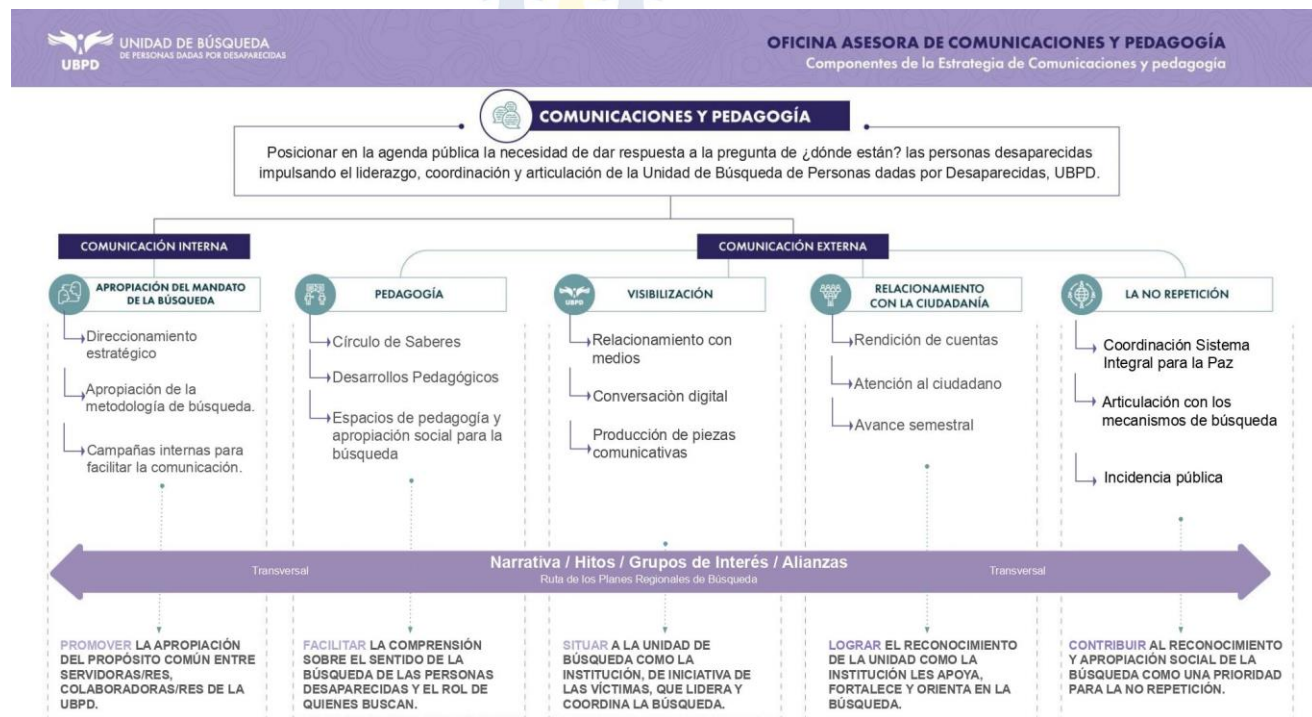 UNIDAD DE BÚSQUEDA
DE PERSONAS DADAS POR DESAPARECIDAS
UBPD
OFICINA ASESORA DE COMUNICACIONES Y PEDAGOGÍA
Componentes de la Estrategia de Comunicaciones y pedagogía
COMUNICACIONES Y PEDAGOGÍA
Posicionar en la agenda pública la necesidad de dar respuesta a la pregunta de ¿dónde están? las personas desaparecidas
impulsando el liderazgo, coordinación y articulación de la Unidad de Búsqueda de Personas dadas por Desaparecidas, UBPD.
COMUNICACIÓN INTERNA
COMUNICACIÓN EXTERNA
APROPIACIÓN DEL MANDATO
DE LA BÚSQUEDA
Direccionamiento
estratégico
Apropiación de la
metodología de búsqueda.
Campañas internas para
facilitar la comunicación.
PEDAGOGÍA
Círculo de Saberes
Desarrollos Pedagógicos
Espacios de pedagogía y
apropiación social para la
búsqueda
UBPD
VISIBILIZACIÓN
Relacionamiento con
medios
Conversaciòn digital
Producción de piezas
comunicativas
RELACIONAMIENTO
CON LA CIUDADANÍA
Rendición de cuentas
Atención al ciudadano
Avance semestral
LA NO REPETICIÓN
Coordinación Sistema
Integral para la Paz
Articulación con los
mecanismos de búsqueda
Incidencia pública
Transversal
Narrativa / Hitos / Grupos de Interés / Alianzas
Ruta de los Planes Regionales de Búsqueda
Transversal
PROMOVER LA APROPIACIÓN
DEL PROPÓSITO COMÚN ENTRE
SERVIDORAS/RES,
COLABORADORAS/RES DE LA
UBPD.
FACILITAR LA COMPRENSIÓN
SOBRE EL SENTIDO DE LA
BÚSQUEDA DE LAS PERSONAS
DESAPARECIDAS Y EL ROL DE
QUIENES BUSCAN.
SITUAR A LA UNIDAD DE
BÚSQUEDA COMO LA
INSTITUCIÓN, DE INICIATIVA DE
LAS VÍCTIMAS, QUE LIDERA Y
COORDINA LA BÚSQUEDA.
LOGRAR EL RECONOCIMIENTO
DE LA UNIDAD COMO LA
INSTITUCIÓN LES APOYA,
FORTALECE Y ORIENTA EN LA
BÚSQUEDA.
CONTRIBUIR AL RECONOCIMIENTO
Y APROPIACIÓN SOCIAL DE LA
BÚSQUEDA COMO UNA PRIORIDAD
PARA LA NO REPETICIÓN.